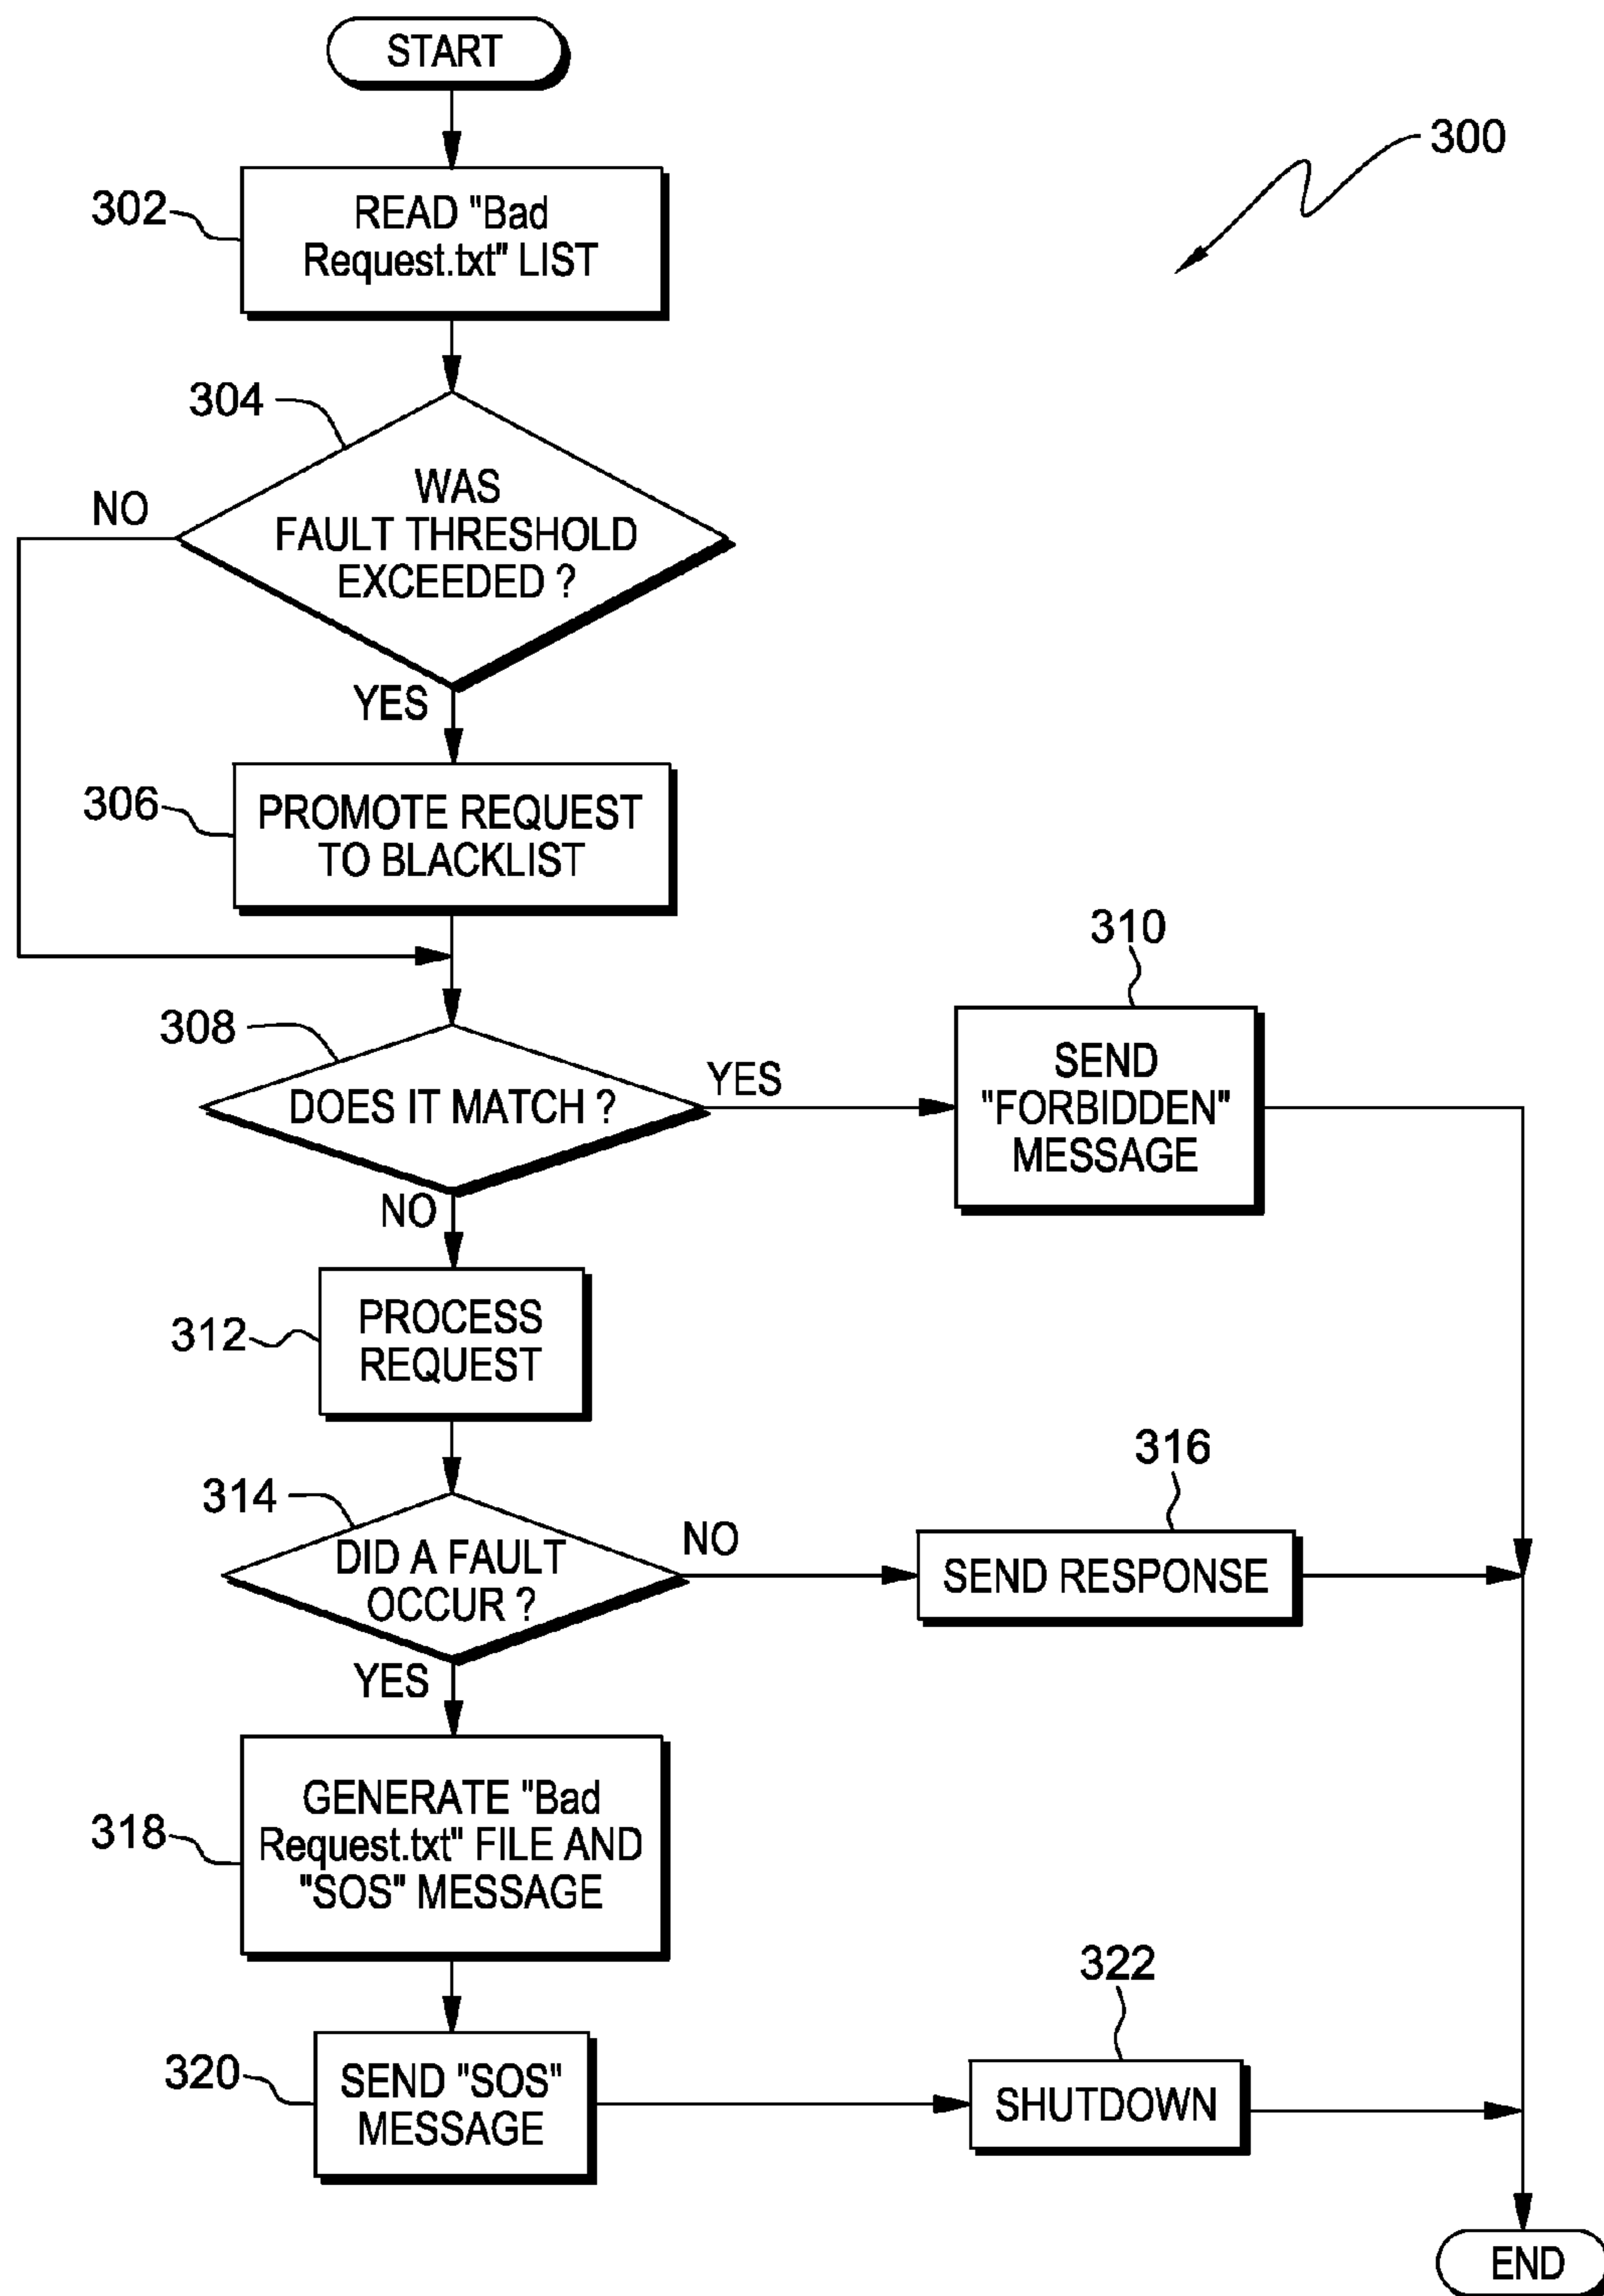 START
300
302
READ "Bad
Request.txt" LIST
304
WAS
FAULT THRESHOLD
EXCEEDED ?
NO
YES
306
PROMOTE REQUEST
TO BLACKLIST
308
DOES IT MATCH ?
YES
310
SEND
"FORBIDDEN"
MESSAGE
NO
312
PROCESS
REQUEST
314
DID A FAULT
OCCUR ?
NO
316
SEND RESPONSE
YES
318
GENERATE "Bad
Request.txt" FILE AND
"SOS" MESSAGE
320
SEND "SOS"
MESSAGE
322
SHUTDOWN
END